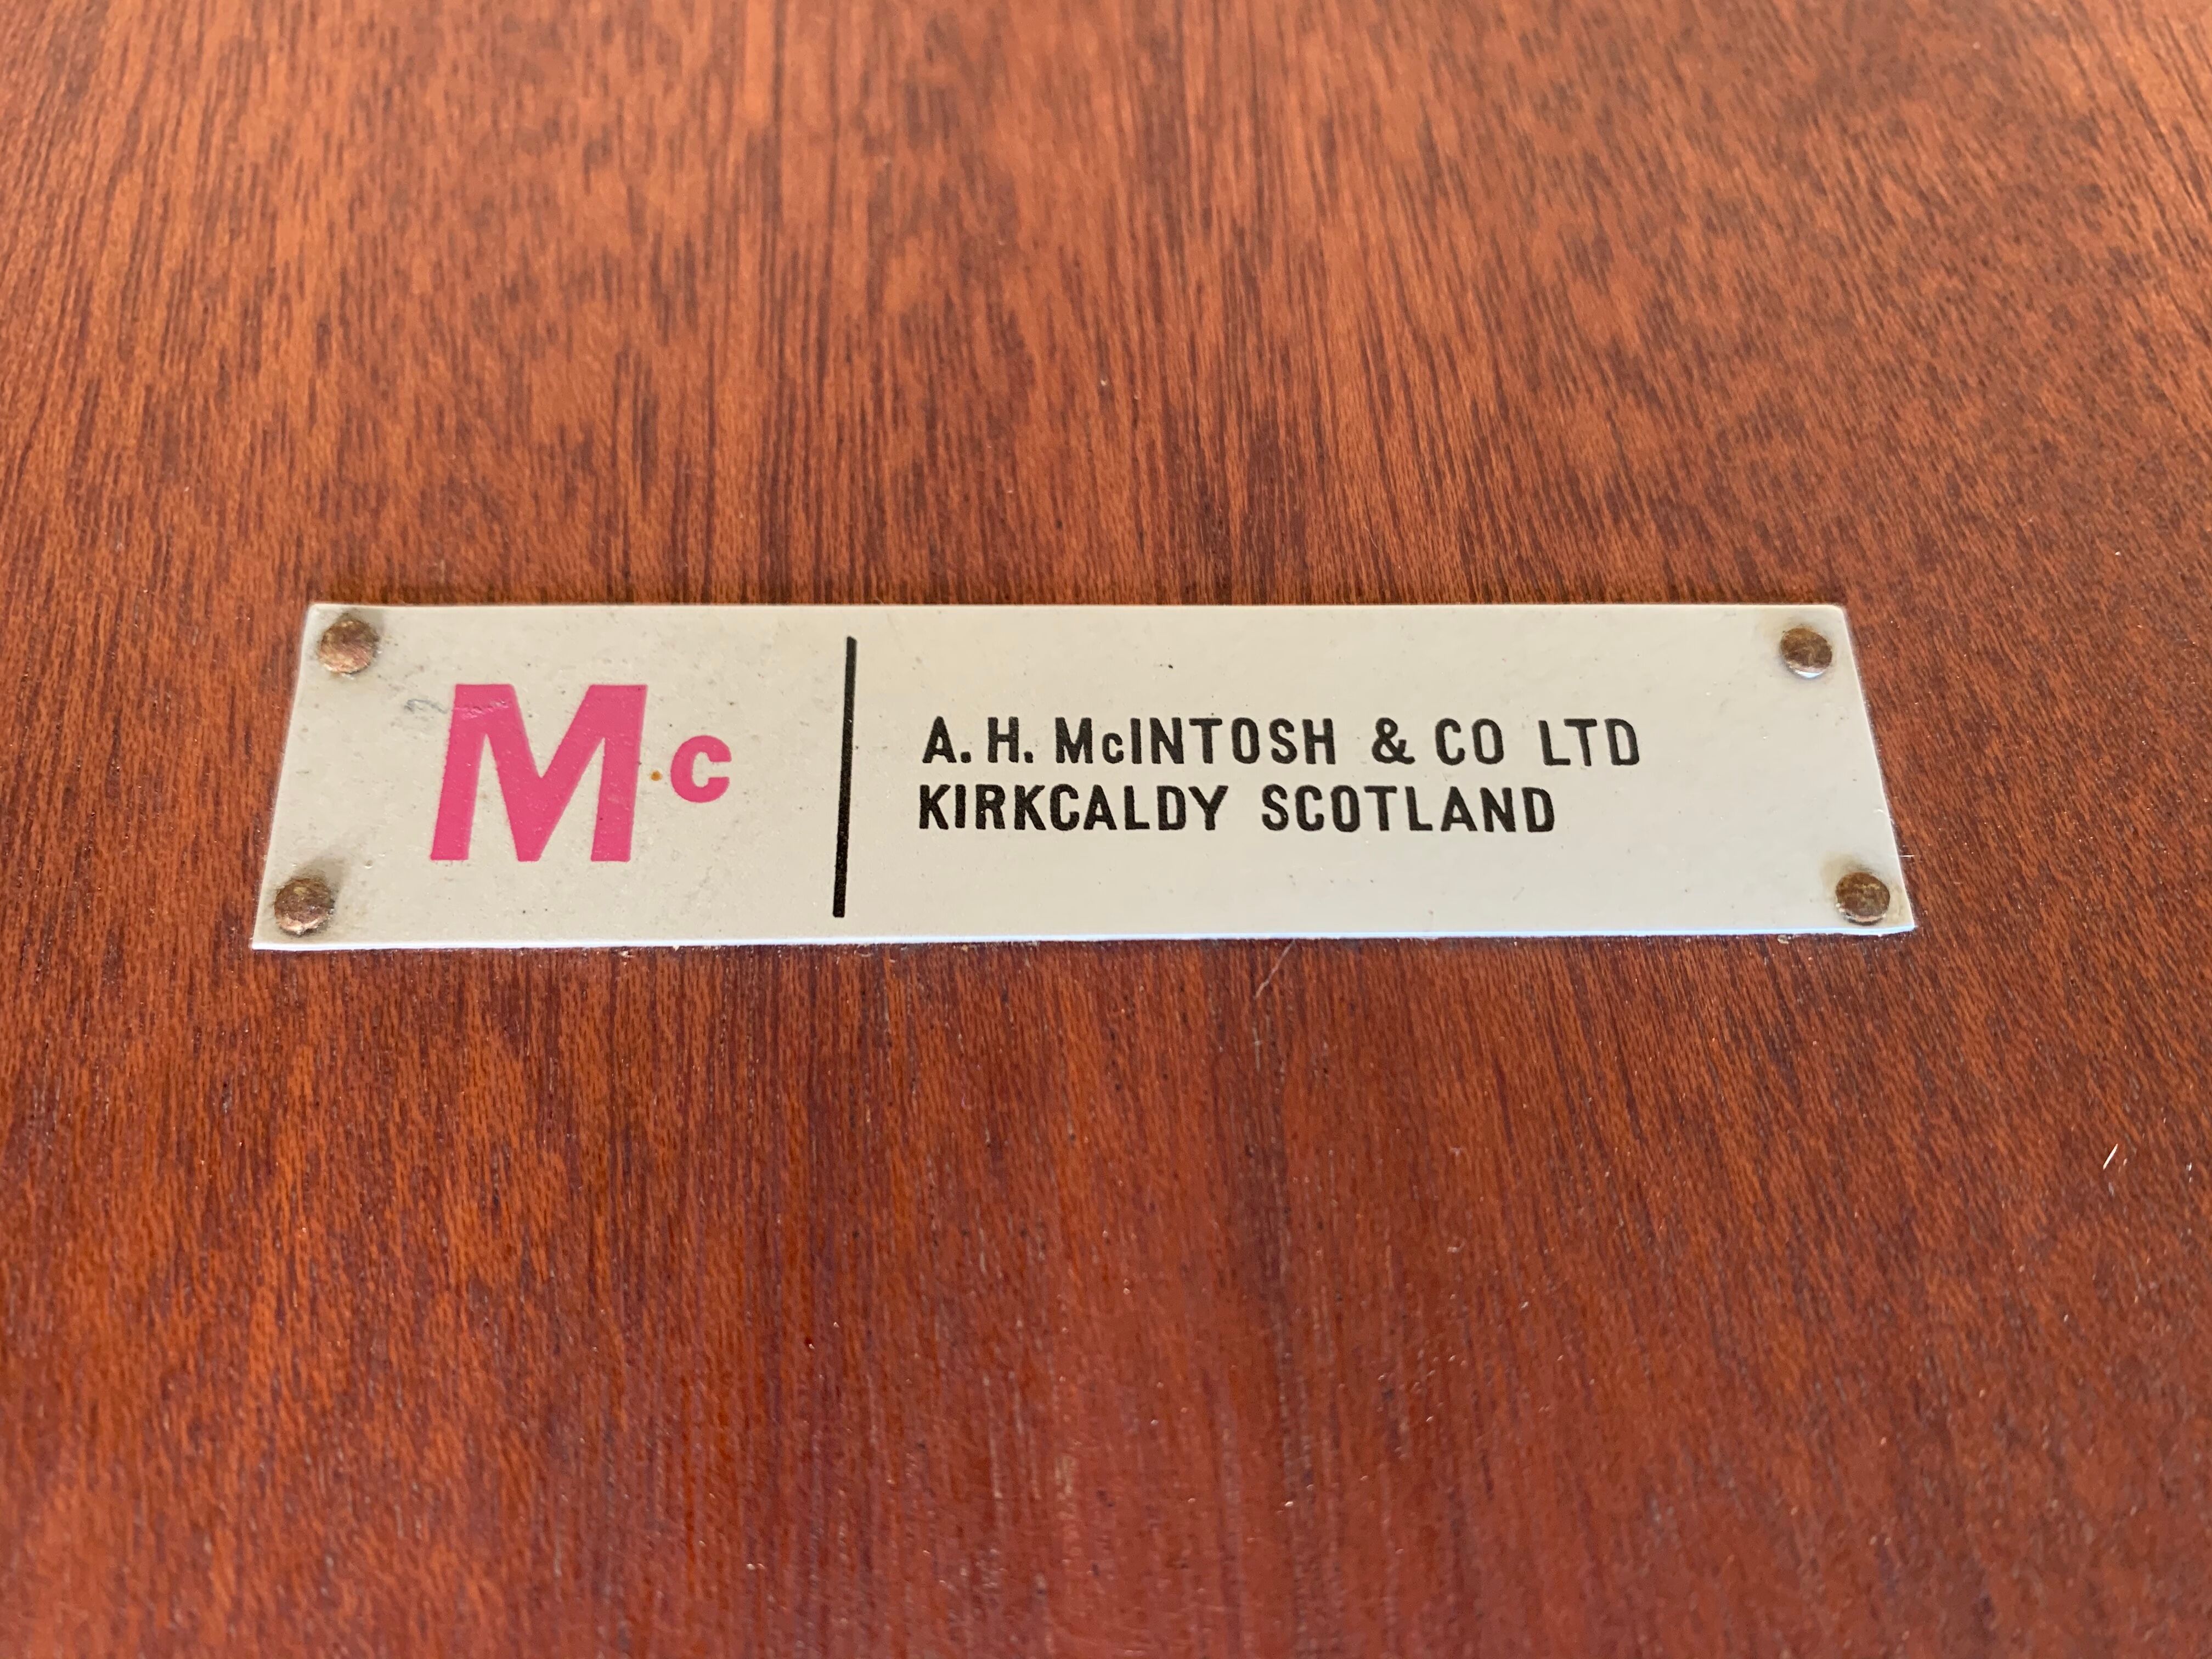 Mc
A. H. McINTOSH & CO LTD
KIRKCALDY SCOTLAND